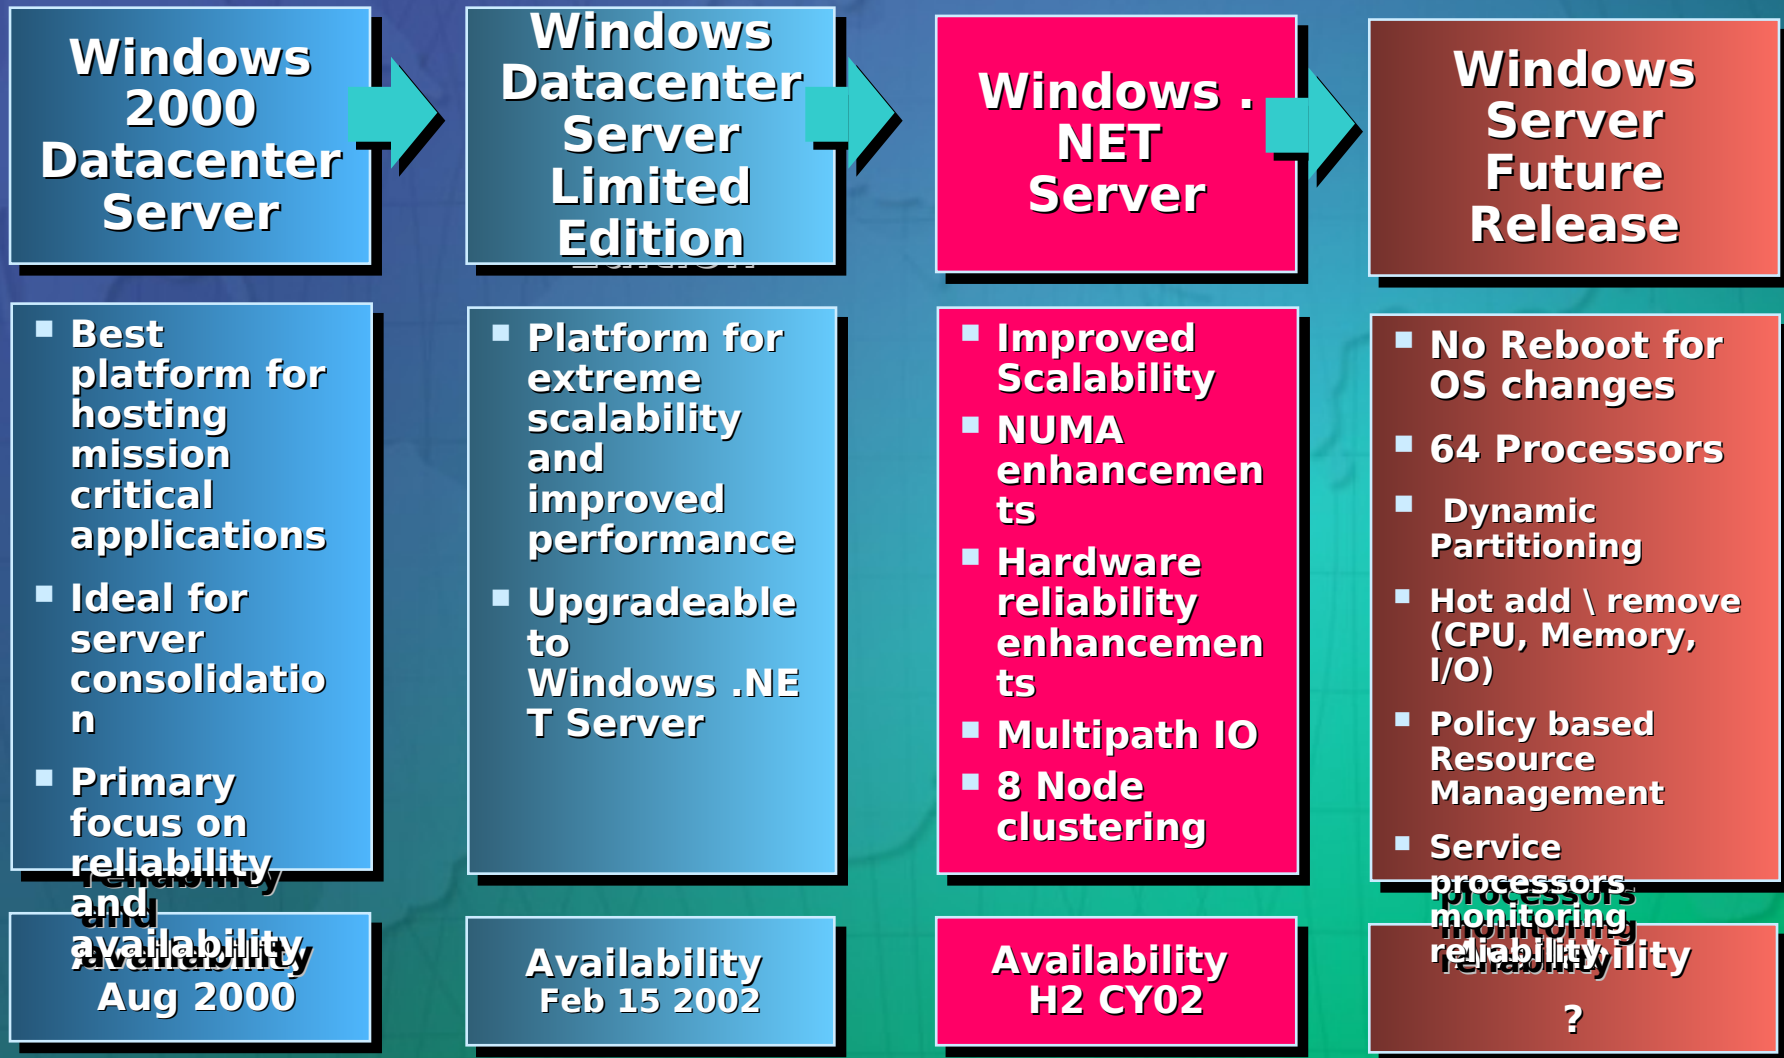 Windows
2000
Datacenter
Server
Windows
Datacenter
Server
Limited
Edition
Windows .
NET
Server
Windows
Server
Future
Release
Best
platform for
hosting
mission
critical
applications
Ideal for
server
consolidatio
n
Primary
focus on
reliability
and
availability
Platform for
extreme
scalability
and
improved
performance
Upgradeable
to
Windows .NE
T Server
Improved
Scalability
NUMA
enhancemen
ts
Hardware
reliability
enhancemen
ts
Multipath IO
8 Node
clustering
No Reboot for
OS changes
64 Processors
Dynamic
Partitioning
Hot add \ remove
(CPU, Memory,
I/O)
Policy based
Resource
Management
Service
processors
monitoring
reliability
Availability
Aug 2000
Availability
Feb 15 2002
Availability
H2 CY02
Availability
?